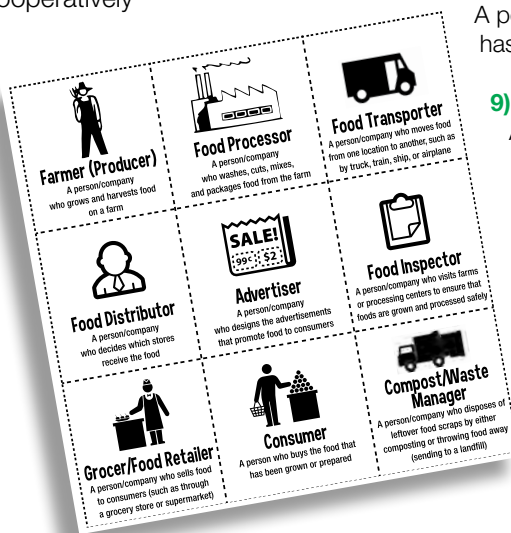 ooperatively
A p
has
9)
Farmer (Producer)
A person/company
who grows and harvests food
on a farm
Food Processor
A person/company
who washes, cuts, mixes,
and packages food from the farm
Food Transporter
A person/company who moves food
from one location to another, such as
by truck, train, ship, or airplane
Food Distributor
A person/company
who decides which stores
receive the food
SALE!
99¢ $2
Advertiser
A person/company
who designs the advertisements
that promote food to consumers
Food Inspector
A person/company who visits farms
or processing centers to ensure that
foods are grown and processed safely
Grocer/Food Retailer
A person/company who sells food
to consumers (such as through
a grocery store or supermarket)
Consumer
A person who buys the food that
has been grown or prepared
Compost/Waste
Manager
A person/company who disposes of
leftover food scraps by either
composting or throwing food away
(sending to a landfill)